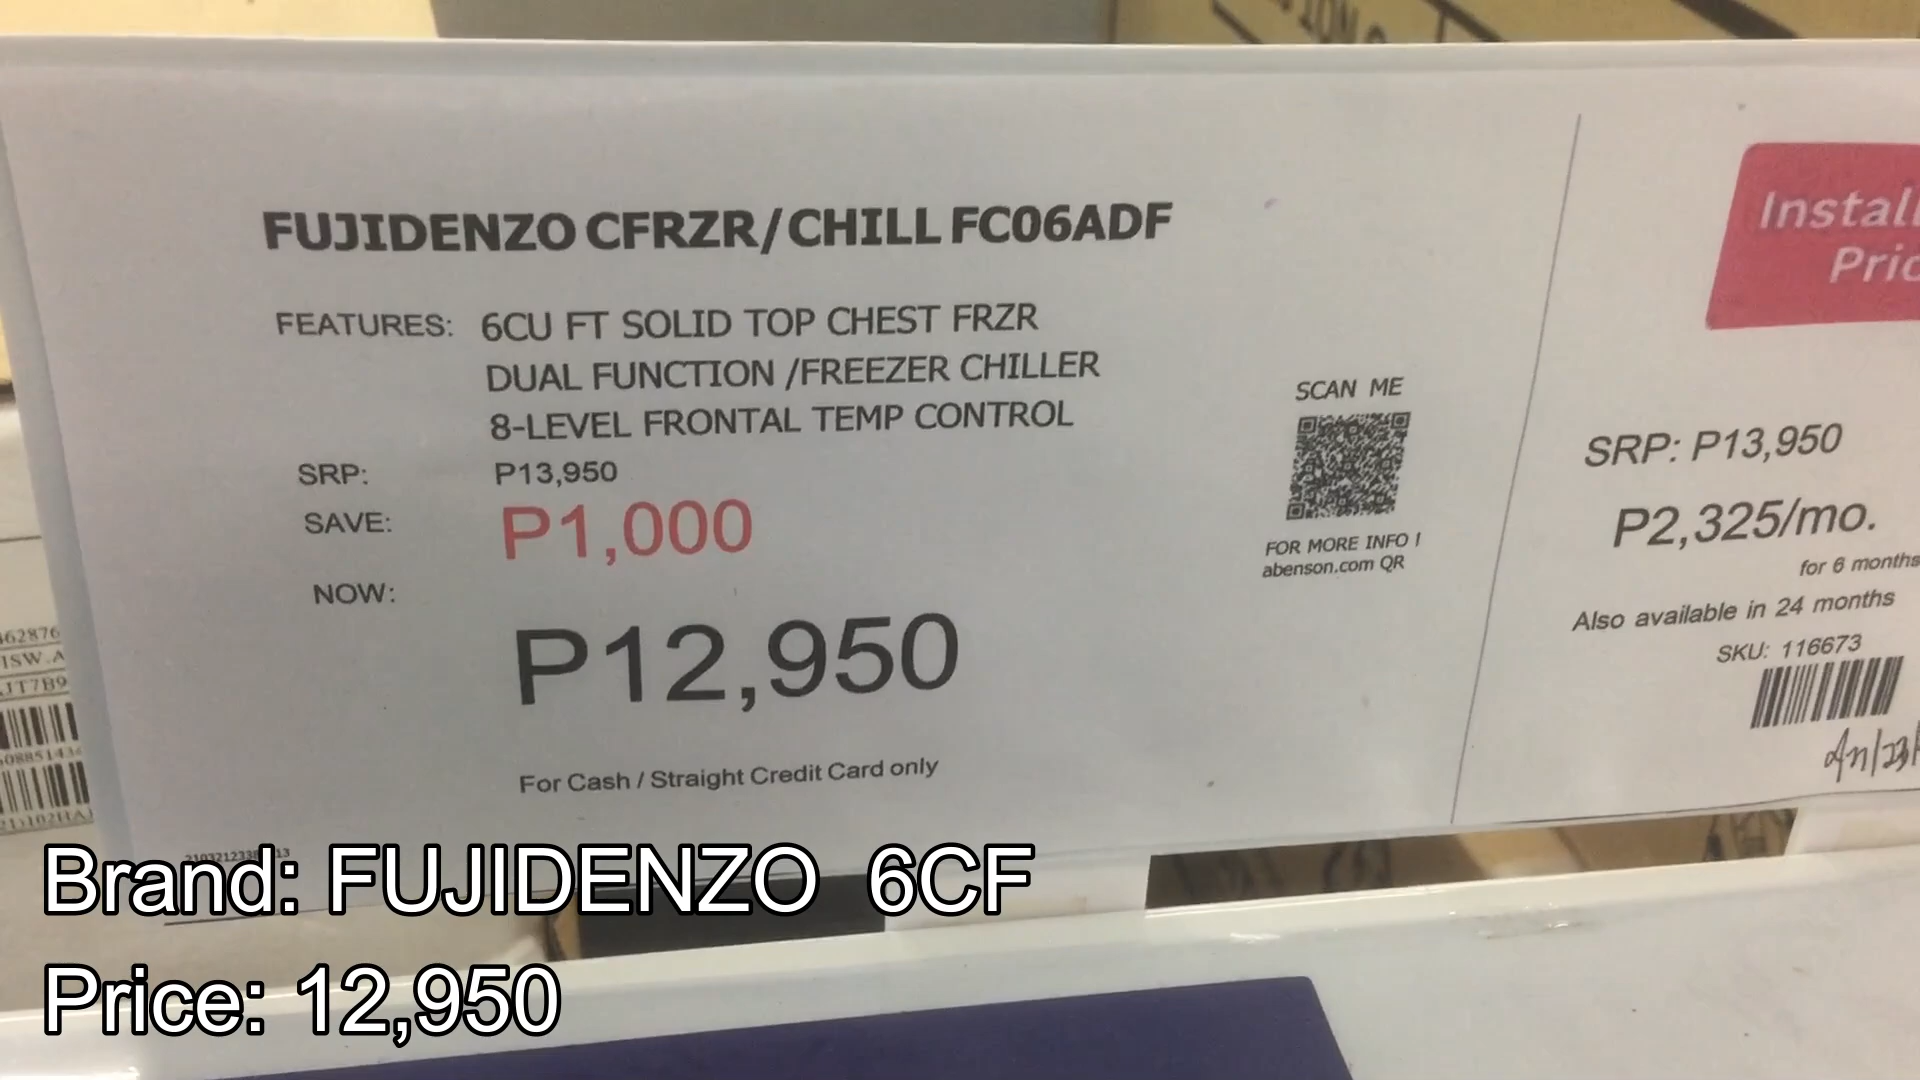 FUJIDENZO CFRZR/CHILL FC06ADF
FEATURES: 6CU FT SOLID TOP CHEST FRZR
DUAL FUNCTION /FREEZER CHILLER
8-LEVEL FRONTAL TEMP CONTROL
SRP: P13,950
SAVE: P1,000
NOW: P12,950
For Cash / Straight Credit Card only
SCAN ME
FOR MORE INFO !
abenson.com QR
SRP: P13,950
P2,325/mo.
for 6 months
Also available in 24 months
SKU: 116673
Brand: FUJIDENZO 6CF
Price: 12,950